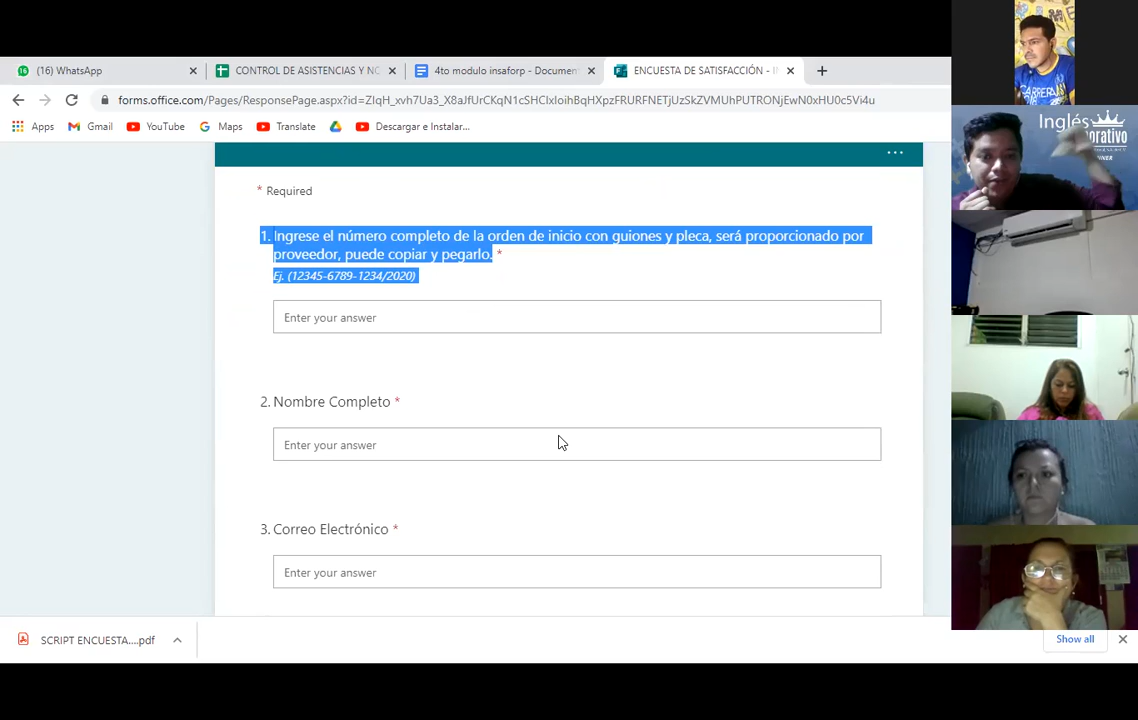 (16) WhatsApp
CONTROL DE ASISTENCIAS Y NO
4to modulo insaforp - Document
ENCUESTA DE SATISFACCIÓN - I
forms.office.com/Pages/ResponsePage.aspx?id=ZIqH_xvh7Ua3_X8aJfUrCKqN1cSHClxloihBqHXpzFRURFNETjUzSkZVMUhPUTRONjEwN0xHU0c5Vi4u
Apps
Gmail
YouTube
Maps
Translate
Descargar e Instalar...
* Required
1. Ingrese el número completo de la orden de inicio con guiones y pleca, será proporcionado por
proveedor, puede copiar y pegarlo. *
Ej. (12345-6789-1234/2020)
Enter your answer
2. Nombre Completo *
Enter your answer
3. Correo Electrónico *
Enter your answer
SCRIPT ENCUESTA....pdf
Show all
Inglés